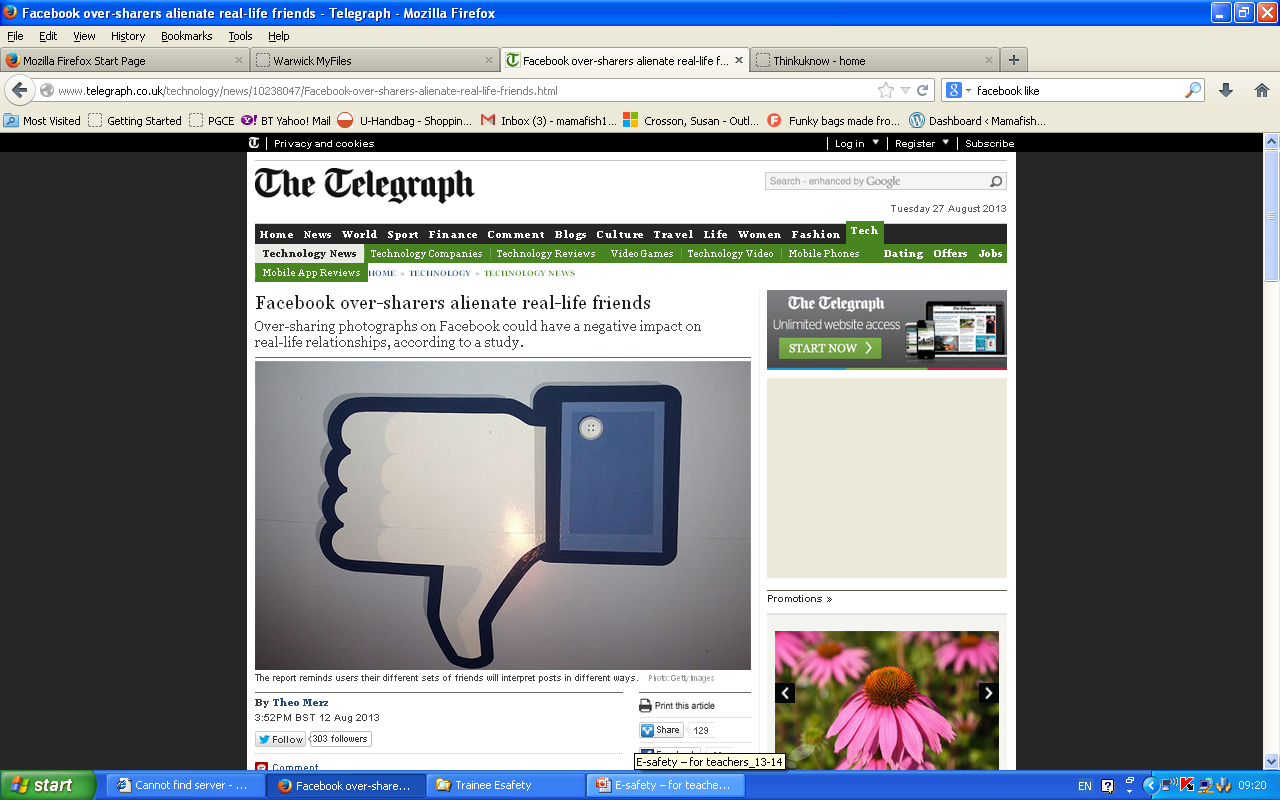 Facebook over-sharers alienate real-life friends - Telegraph - Mozilla Firefox
File Edit View History Bookmarks Tools Help
Mozilla Firefox Start Page
Warwick MyFiles
Facebook over-sharers alienate real-life f...
Thinkuknow - home
www.telegraph.co.uk/technology/news/10238047/Facebook-over-sharers-alienate-real-life-friends.html
facebook like
Most Visited Getting Started PGCE BT Yahoo! Mail U-Handbag - Shoppin... Inbox (3) - mamafish1... Crosson, Susan - Outl... Funky bags made fro... Dashboard ‹ Mamafish...
Privacy and cookies
Log in Register Subscribe
The Telegraph
Search - enhanced by Google
Tuesday 27 August 2013
Home News World Sport Finance Comment Blogs Culture Travel Life Women Fashion Tech
Technology News Technology Companies Technology Reviews Video Games Technology Video Mobile Phones Dating Offers Jobs
Mobile App Reviews
HOME » TECHNOLOGY » TECHNOLOGY NEWS
Facebook over-sharers alienate real-life friends
Over-sharing photographs on Facebook could have a negative impact on
real-life relationships, according to a study.
The Telegraph
Unlimited website access
START NOW
Promotions »
The report reminds users their different sets of friends will interpret posts in different ways. Photo: Getty Images
By Theo Merz
3:52PM BST 12 Aug 2013
Follow 303 followers
Comment
Print this article
Share 129
E-safety – for teachers_13-14
start
Cannot find server - ...
Facebook over-share...
Trainee Esafety
E-safety – for teache...
EN
09:20